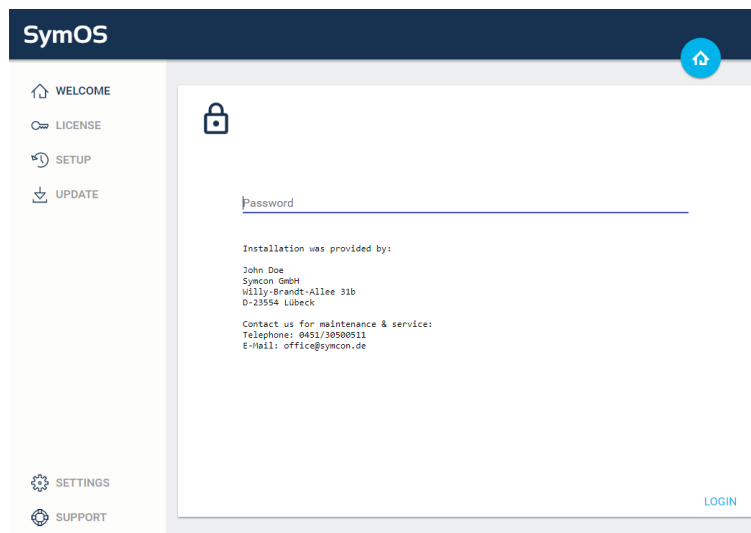 SymOS
WELCOME
LICENSE
SETUP
UPDATE
SETTINGS
SUPPORT
Password
Installation was provided by:
John Doe
Symcon GmbH
Willy-Brandt-Allee 31b
D-23554 Lübeck
Contact us for maintenance & service:
Telephone: 0451/30500511
E-Mail: office@symcon.de
LOGIN